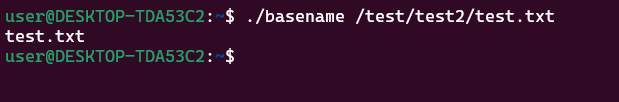 user@DESKTOP-TDA53C2:~$ ./basename /test/test2/test.txt
test.txt
user@DESKTOP-TDA53C2:~$